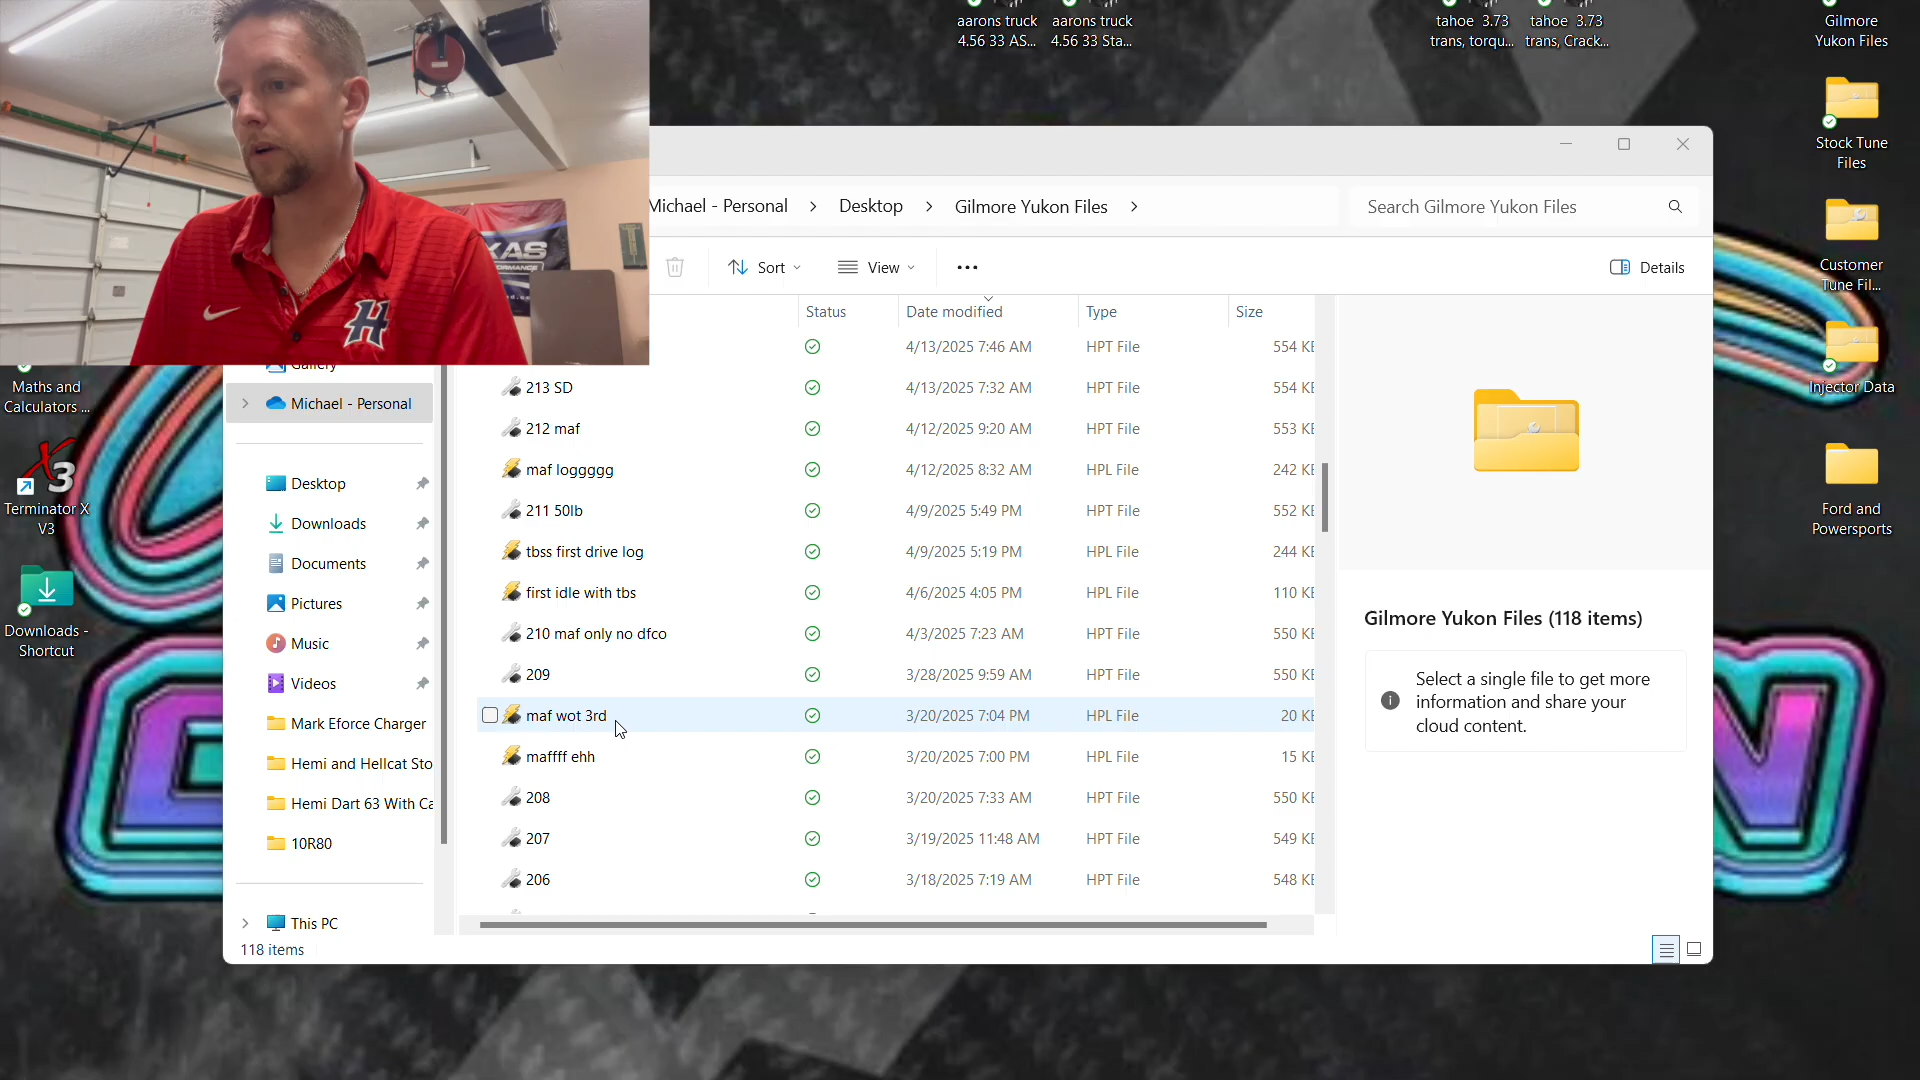 aarons truck
4.56 33 AS...
aarons truck
4.56 33 Sta...
tahoe 3.73
trans, torqu...
tahoe 3.73
trans, Crack...
Gilmore
Yukon Files
Stock Tune
Files
Customer
Tune Fil...
Injector Data
Ford and
Powersports
Maths and
Calculators ...
Terminator X
V3
Downloads -
Shortcut
Michael - Personal
Desktop
Gilmore Yukon Files
Search Gilmore Yukon Files
Sort
View
Details
Status
Date modified
Type
Size
4/13/2025 7:46 AM HPT File 554 KB
213 SD 4/13/2025 7:32 AM HPT File 554 KB
212 maf 4/12/2025 9:20 AM HPT File 553 KB
maf loggggg 4/12/2025 8:32 AM HPL File 242 KB
211 50lb 4/9/2025 5:49 PM HPT File 552 KB
tbss first drive log 4/9/2025 5:19 PM HPL File 244 KB
first idle with tbs 4/6/2025 4:05 PM HPL File 110 KB
210 maf only no dfco 4/3/2025 7:23 AM HPT File 550 KB
209 3/28/2025 9:59 AM HPT File 550 KB
maf wot 3rd 3/20/2025 7:04 PM HPL File 20 KB
maffff ehh 3/20/2025 7:00 PM HPL File 15 KB
208 3/20/2025 7:33 AM HPT File 550 KB
207 3/19/2025 11:48 AM HPT File 549 KB
206 3/18/2025 7:19 AM HPT File 548 KB
Gallery
Michael - Personal
Desktop
Downloads
Documents
Pictures
Music
Videos
Mark Eforce Charger
Hemi and Hellcat Sto
Hemi Dart 63 With Ca
10R80
This PC
118 items
Gilmore Yukon Files (118 items)
Select a single file to get more
information and share your
cloud content.
H